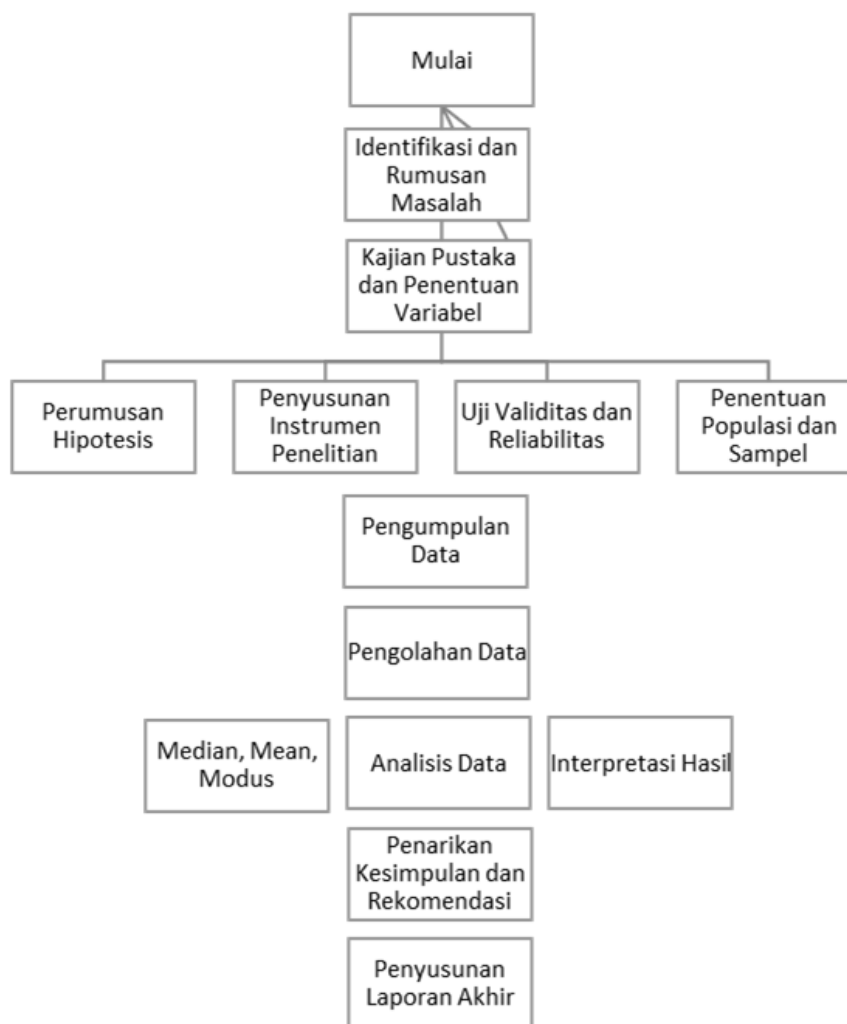 Mulai
Identifikasi dan
Rumusan
Masalah
Kajian Pustaka
dan Penentuan
Variabel
Perumusan
Hipotesis
Penyusunan
Instrumen
Penelitian
Uji Validitas dan
Reliabilitas
Penentuan
Populasi dan
Sampel
Pengumpulan
Data
Pengolahan Data
Median, Mean,
Modus
Analisis Data
Interpretasi Hasil
Penarikan
Kesimpulan dan
Rekomendasi
Penyusunan
Laporan Akhir